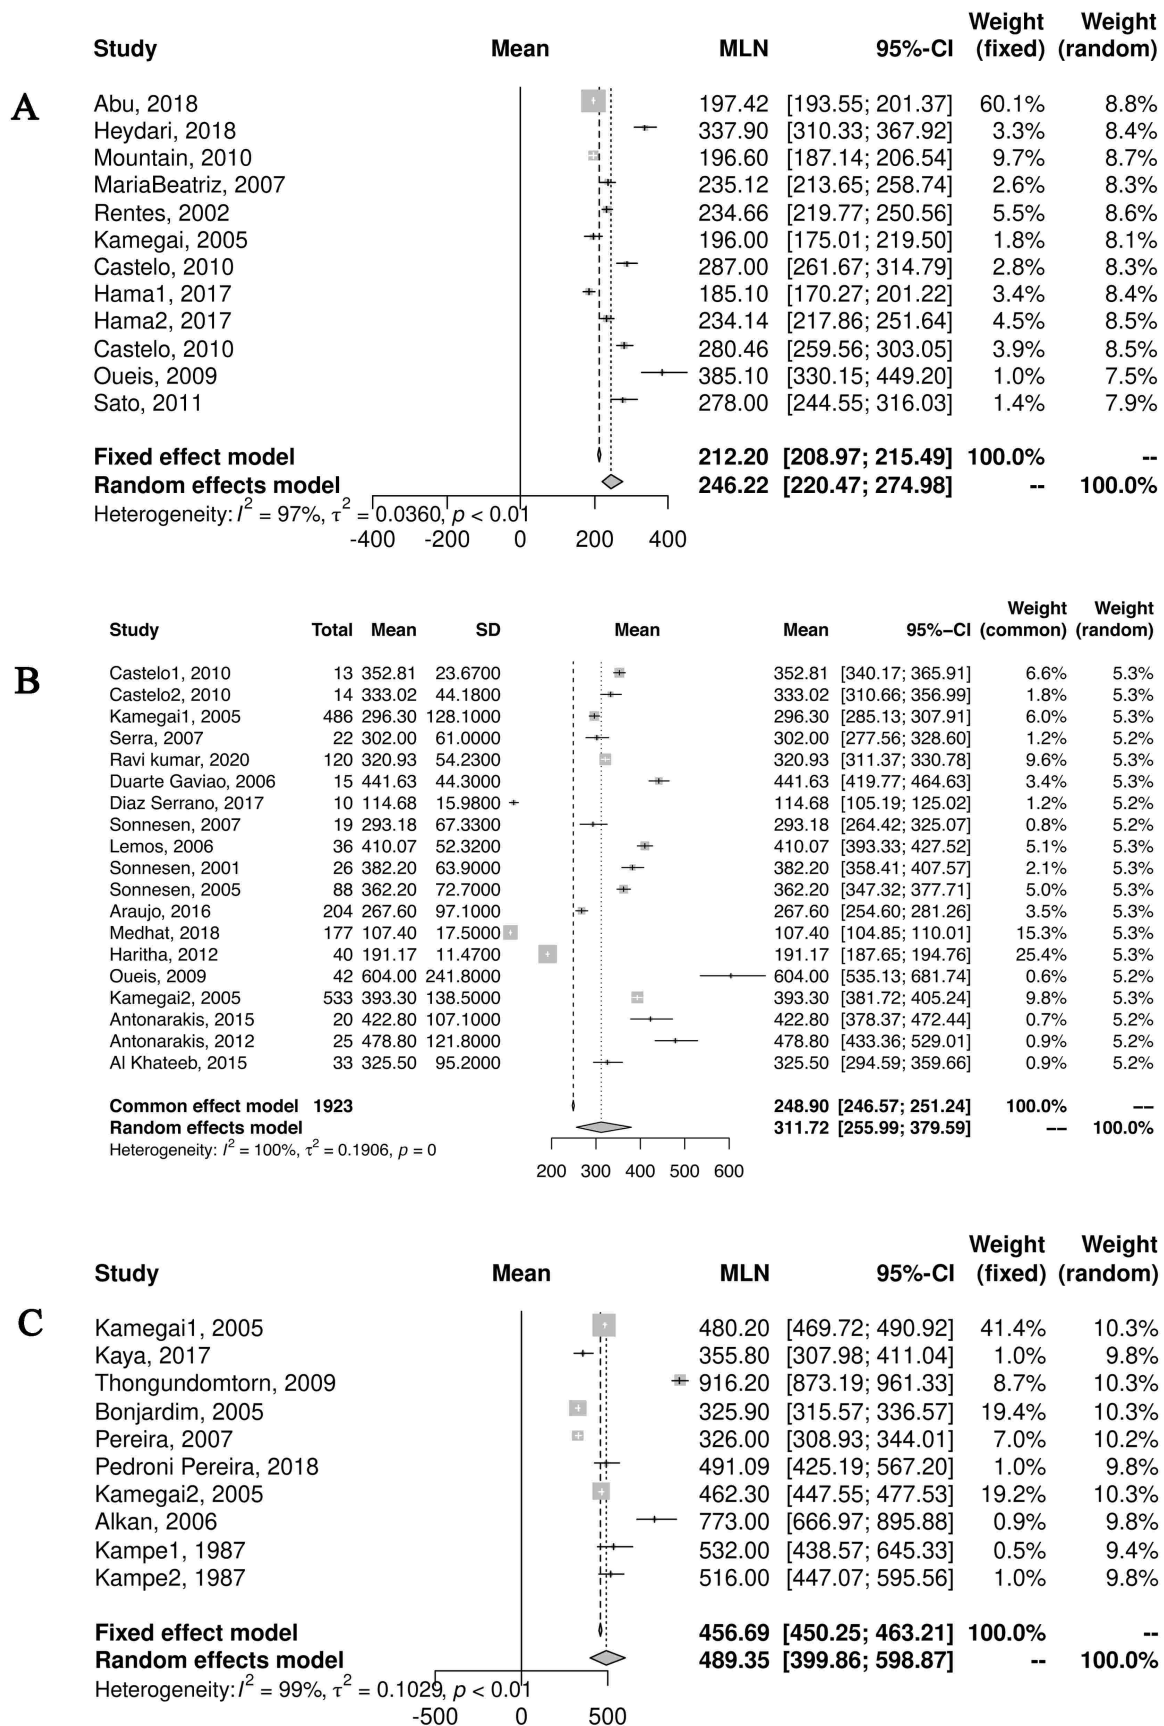 Weight Weight
Study Mean MLN 95%-CI (fixed) (random)
A
Abu, 2018 197.42 [193.55; 201.37] 60.1% 8.8%
Heydari, 2018 337.90 [310.33; 367.92] 3.3% 8.4%
Mountain, 2010 196.60 [187.14; 206.54] 9.7% 8.7%
MariaBeatriz, 2007 235.12 [213.65; 258.74] 2.6% 8.3%
Rentes, 2002 234.66 [219.77; 250.56] 5.5% 8.6%
Kamegai, 2005 196.00 [175.01; 219.50] 1.8% 8.1%
Castelo, 2010 287.00 [261.67; 314.79] 2.8% 8.3%
Hama1, 2017 185.10 [170.27; 201.22] 3.4% 8.4%
Hama2, 2017 234.14 [217.86; 251.64] 4.5% 8.5%
Castelo, 2010 280.46 [259.56; 303.05] 3.9% 8.5%
Oueis, 2009 385.10 [330.15; 449.20] 1.0% 7.5%
Sato, 2011 278.00 [244.55; 316.03] 1.4% 7.9%
Fixed effect model 212.20 [208.97; 215.49] 100.0% --
Random effects model 246.22 [220.47; 274.98] -- 100.0%
Heterogeneity: I² = 97%, τ² = 0.0360, p < 0.01
-400 -200 0 200 400
Weight Weight
Study Total Mean SD Mean Mean 95%−CI (common) (random)
B
Castelo1, 2010 13 352.81 23.6700 352.81 [340.17; 365.91] 6.6% 5.3%
Castelo2, 2010 14 333.02 44.1800 333.02 [310.66; 356.99] 1.8% 5.3%
Kamegai1, 2005 486 296.30 128.1000 296.30 [285.13; 307.91] 6.0% 5.3%
Serra, 2007 22 302.00 61.0000 302.00 [277.56; 328.60] 1.2% 5.2%
Ravi kumar, 2020 120 320.93 54.2300 320.93 [311.37; 330.78] 9.6% 5.3%
Duarte Gaviao, 2006 15 441.63 44.3000 441.63 [419.77; 464.63] 3.4% 5.3%
Diaz Serrano, 2017 10 114.68 15.9800 114.68 [105.19; 125.02] 1.2% 5.2%
Sonnesen, 2007 19 293.18 67.3300 293.18 [264.42; 325.07] 0.8% 5.2%
Lemos, 2006 36 410.07 52.3200 410.07 [393.33; 427.52] 5.1% 5.3%
Sonnesen, 2001 26 382.20 63.9000 382.20 [358.41; 407.57] 2.1% 5.3%
Sonnesen, 2005 88 362.20 72.7000 362.20 [347.32; 377.71] 5.0% 5.3%
Araujo, 2016 204 267.60 97.1000 267.60 [254.60; 281.26] 3.5% 5.3%
Medhat, 2018 177 107.40 17.5000 107.40 [104.85; 110.01] 15.3% 5.3%
Haritha, 2012 40 191.17 11.4700 191.17 [187.65; 194.76] 25.4% 5.3%
Oueis, 2009 42 604.00 241.8000 604.00 [535.13; 681.74] 0.6% 5.2%
Kamegai2, 2005 533 393.30 138.5000 393.30 [381.72; 405.24] 9.8% 5.3%
Antonarakis, 2015 20 422.80 107.1000 422.80 [378.37; 472.44] 0.7% 5.2%
Antonarakis, 2012 25 478.80 121.8000 478.80 [433.36; 529.01] 0.9% 5.2%
Al Khateeb, 2015 33 325.50 95.2000 325.50 [294.59; 359.66] 0.9% 5.2%
Common effect model 1923 248.90 [246.57; 251.24] 100.0% −−
Random effects model 311.72 [255.99; 379.59] −− 100.0%
Heterogeneity: I² = 100%, τ² = 0.1906, p = 0
200 300 400 500 600
Weight Weight
Study Mean MLN 95%-CI (fixed) (random)
C
Kamegai1, 2005 480.20 [469.72; 490.92] 41.4% 10.3%
Kaya, 2017 355.80 [307.98; 411.04] 1.0% 9.8%
Thongundomtorn, 2009 916.20 [873.19; 961.33] 8.7% 10.3%
Bonjardim, 2005 325.90 [315.57; 336.57] 19.4% 10.3%
Pereira, 2007 326.00 [308.93; 344.01] 7.0% 10.2%
Pedroni Pereira, 2018 491.09 [425.19; 567.20] 1.0% 9.8%
Kamegai2, 2005 462.30 [447.55; 477.53] 19.2% 10.3%
Alkan, 2006 773.00 [666.97; 895.88] 0.9% 9.8%
Kampe1, 1987 532.00 [438.57; 645.33] 0.5% 9.4%
Kampe2, 1987 516.00 [447.07; 595.56] 1.0% 9.8%
Fixed effect model 456.69 [450.25; 463.21] 100.0% --
Random effects model 489.35 [399.86; 598.87] -- 100.0%
Heterogeneity: I² = 99%, τ² = 0.1029, p < 0.01
-500 0 500